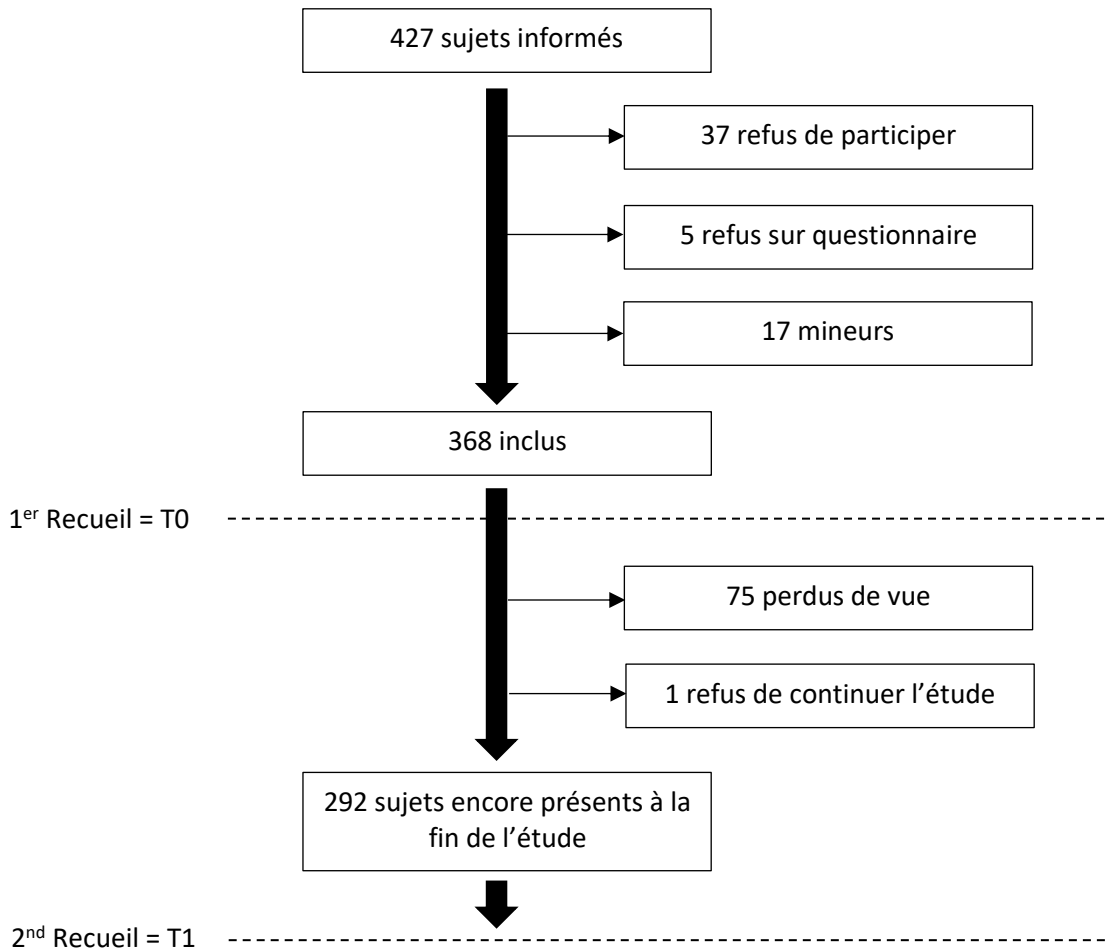 427 sujets informés
37 refus de participer
5 refus sur questionnaire
17 mineurs
368 inclus
1er Recueil = T0
75 perdus de vue
1 refus de continuer l’étude
292 sujets encore présents à la
fin de l’étude
2nd Recueil = T1